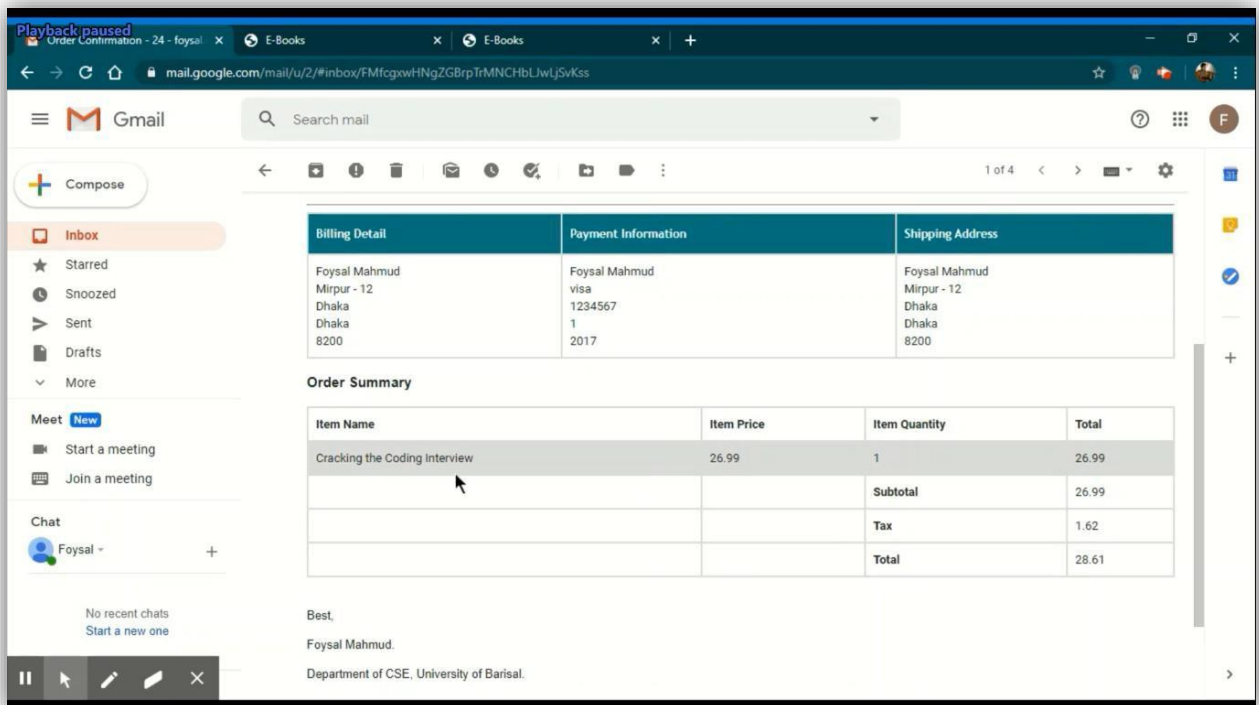 Playback paused
Order Confirmation - 24 - foysal
E-Books
E-Books
mail.google.com/mail/u/2/#inbox/FMfcgxwHNgZGBrpTrMNCHbLJwLjSvKss
Gmail
Search mail
F
Compose
1 of 4
31
Inbox
Starred
Snoozed
Sent
Drafts
More
Meet New
Start a meeting
Join a meeting
Chat
Foysal
No recent chats
Start a new one
Billing Detail Payment Information Shipping Address
Foysal Mahmud Foysal Mahmud Foysal Mahmud
Mirpur - 12 visa Mirpur - 12
Dhaka 1234567 Dhaka
Dhaka 1 Dhaka
8200 2017 8200
Order Summary
Item Name Item Price Item Quantity Total
Cracking the Coding Interview 26.99 1 26.99
Subtotal 26.99
Tax 1.62
Total 28.61
Best,
Foysal Mahmud.
Department of CSE, University of Barisal.